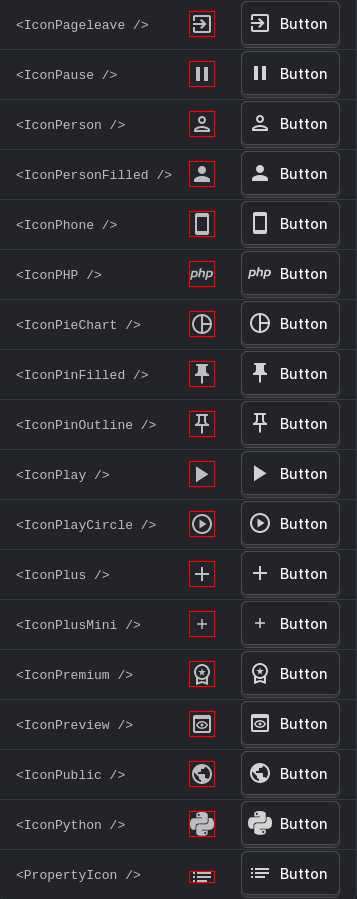 <IconPageleave /> Button
<IconPause /> Button
<IconPerson /> Button
<IconPersonFilled /> Button
<IconPhone /> Button
<IconPHP /> php php Button
<IconPieChart /> Button
<IconPinFilled /> Button
<IconPinOutline /> Button
<IconPlay /> Button
<IconPlayCircle /> Button
<IconPlus /> Button
<IconPlusMini /> Button
<IconPremium /> Button
<IconPreview /> Button
<IconPublic /> Button
<IconPython /> Button
<PropertyIcon /> Button